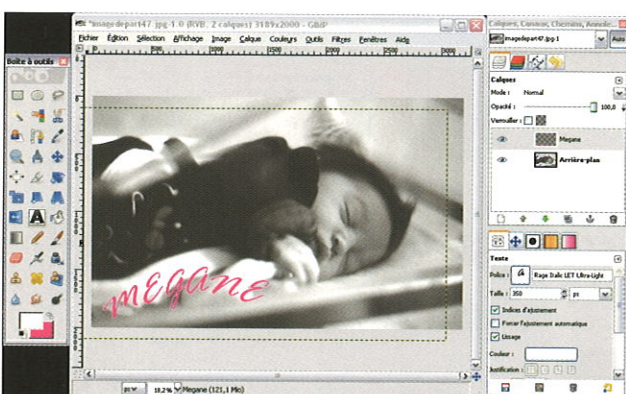 *imagedepart47.jpg-1.0 (RVB, 2 calques) 3189x2000 – GIMP
Fichier Édition Sélection Affichage Image Calque Couleurs Outils Filtres Fenêtres Aide
Boîte à outils
MEGANE
px 18,2% Megane (121,1 Mio)
Calques, Canaux, Chemins, Annule...
imagedepart47.jpg-1 Auto
Calques
Mode : Normal
Opacité : 100,0
Verrouiller :
Megane
Arrière-plan
Texte
Police : a Rage Italic LET Ultra-Light
Taille : 350 px
Indices d'ajustement
Forcer l'ajustement automatique
Lissage
Couleur :
Justification :